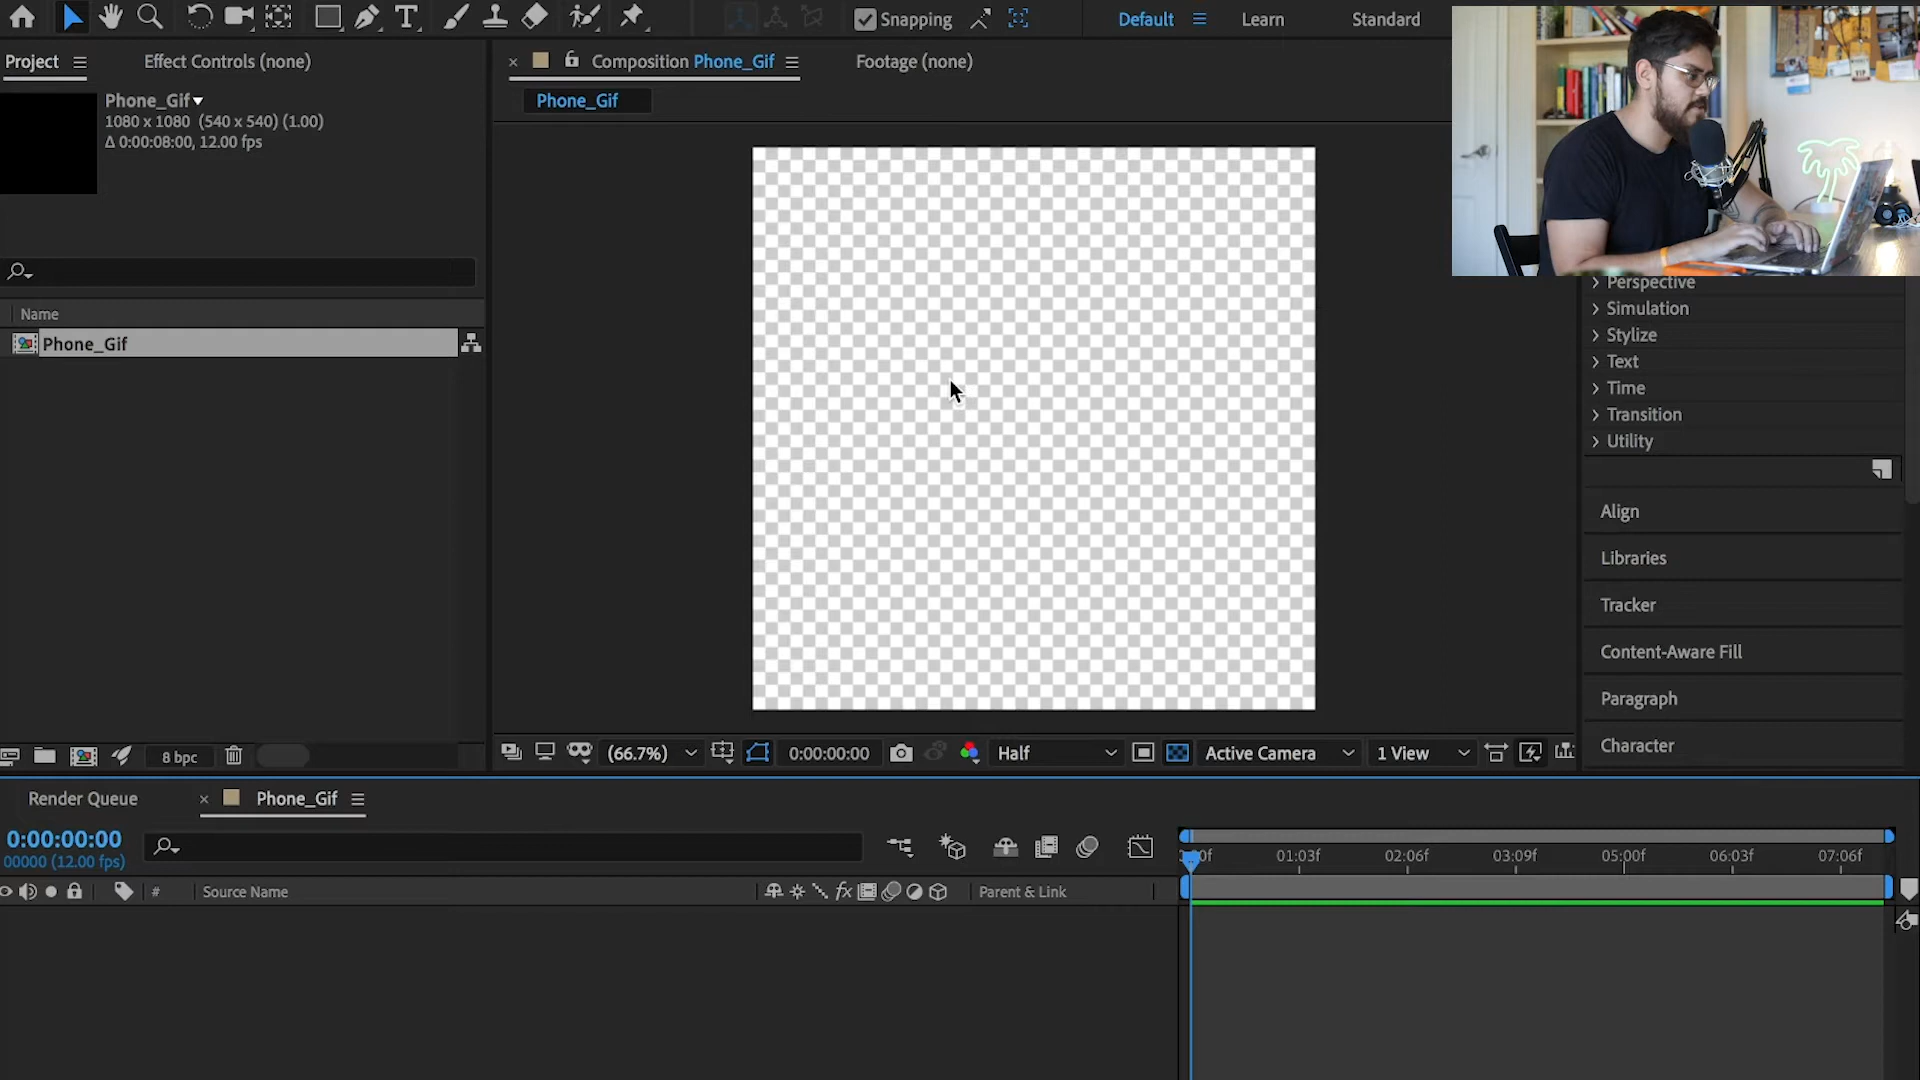 Snapping
Default
Learn
Standard
Project
Effect Controls (none)
Composition Phone_Gif
Footage (none)
Phone_Gif
1080 x 1080 (540 x 540) (1.00)
Δ 0:00:08:00, 12.00 fps
Phone_Gif
Name
Phone_Gif
Perspective
Simulation
Stylize
Text
Time
Transition
Utility
Align
Libraries
Tracker
Content-Aware Fill
Paragraph
Character
8 bpc
(66.7%)
0:00:00:00
Half
Active Camera
1 View
Render Queue
Phone_Gif
0:00:00:00
00000 (12.00 fps)
01:03f 02:06f 03:09f 05:00f 06:03f 07:06f
# Source Name
fx
Parent & Link